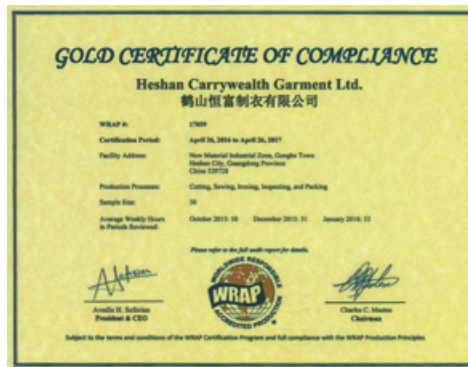 GOLD CERTIFICATE OF COMPLIANCE
Heshan Carrywealth Garment Ltd.
鹤山恒富制衣有限公司
WRAP #: 17059
Certification Period: April 26, 2016 to April 26, 2017
Facility Address: New Material Industrial Zone, Gonghe Town
Heshan City, Guangdong Province
China 529728
Production Processes: Cutting, Sewing, Ironing, Inspecting, and Packing
Sample Size: 30
Average Weekly Hours October 2015: 58 December 2015: 51 January 2016: 53
in Periods Reviewed:
Please refer to the full audit report for details.
WORLDWIDE RESPONSIBLE
WRAP
ACCREDITED PRODUCTION
Avedis H. Seferian
President & CEO
Charles C. Masten
Chairman
Subject to the terms and conditions of the WRAP Certification Program and full compliance with the WRAP Production Principles